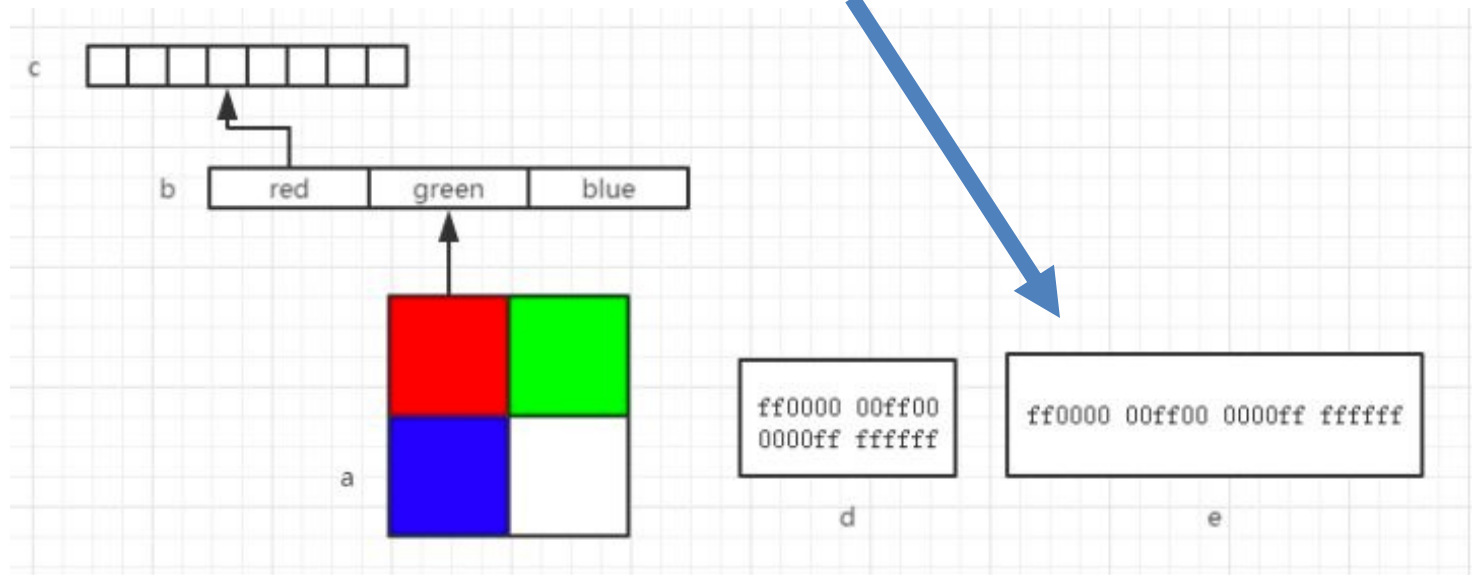 c
b red green blue
a
ff0000 00ff00
0000ff ffffff
d
ff0000 00ff00 0000ff ffffff
e